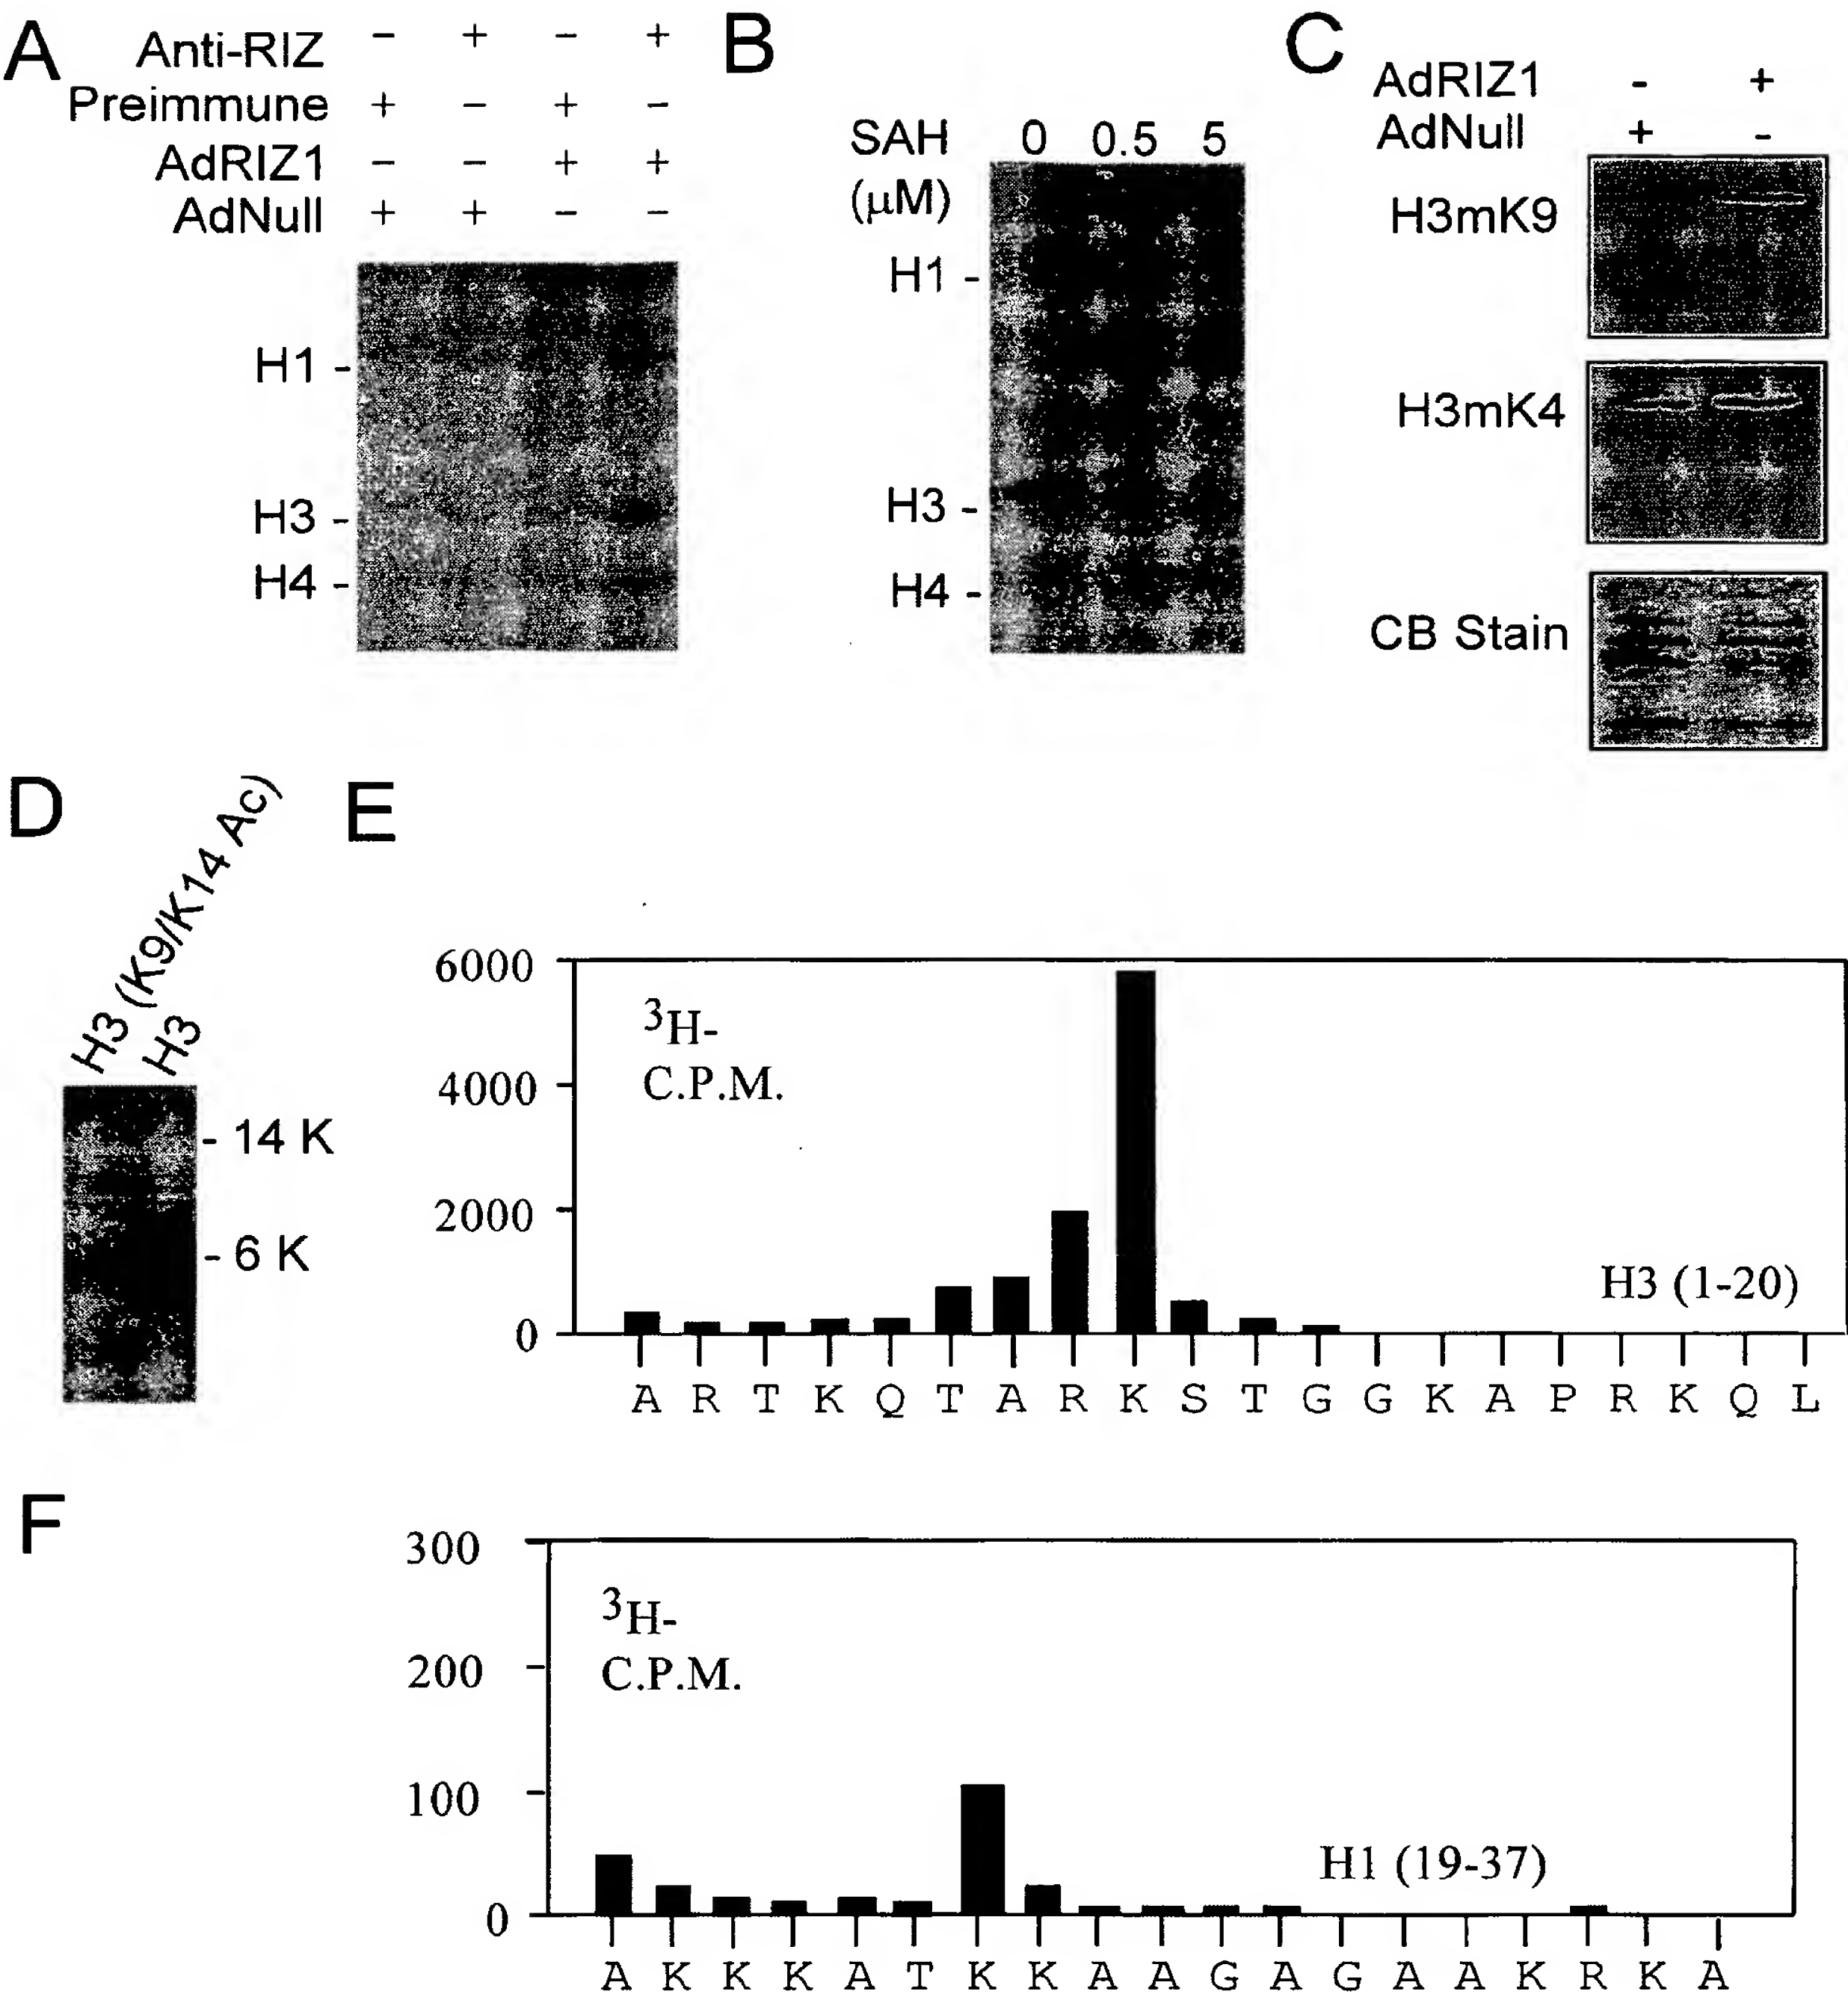 A
Anti-RIZ - + - +
Preimmune + - + -
AdRIZ1 - - + +
AdNull + + - -
H1 -
H3 -
H4 -
B
SAH 0 0.5 5
(μM)
H1 -
H3 -
H4 -
C
AdRIZ1 - +
AdNull + -
H3mK9
H3mK4
CB Stain
D
H3 (K9/K14 Ac)
H3
- 14 K
- 6 K
E
6000
4000
2000
0
3H-
C.P.M.
H3 (1-20)
A R T K Q T A R K S T G G K A P R K Q L
F
300
200
100
0
3H-
C.P.M.
H1 (19-37)
A K K K A T K K A A G A G A A K R K A